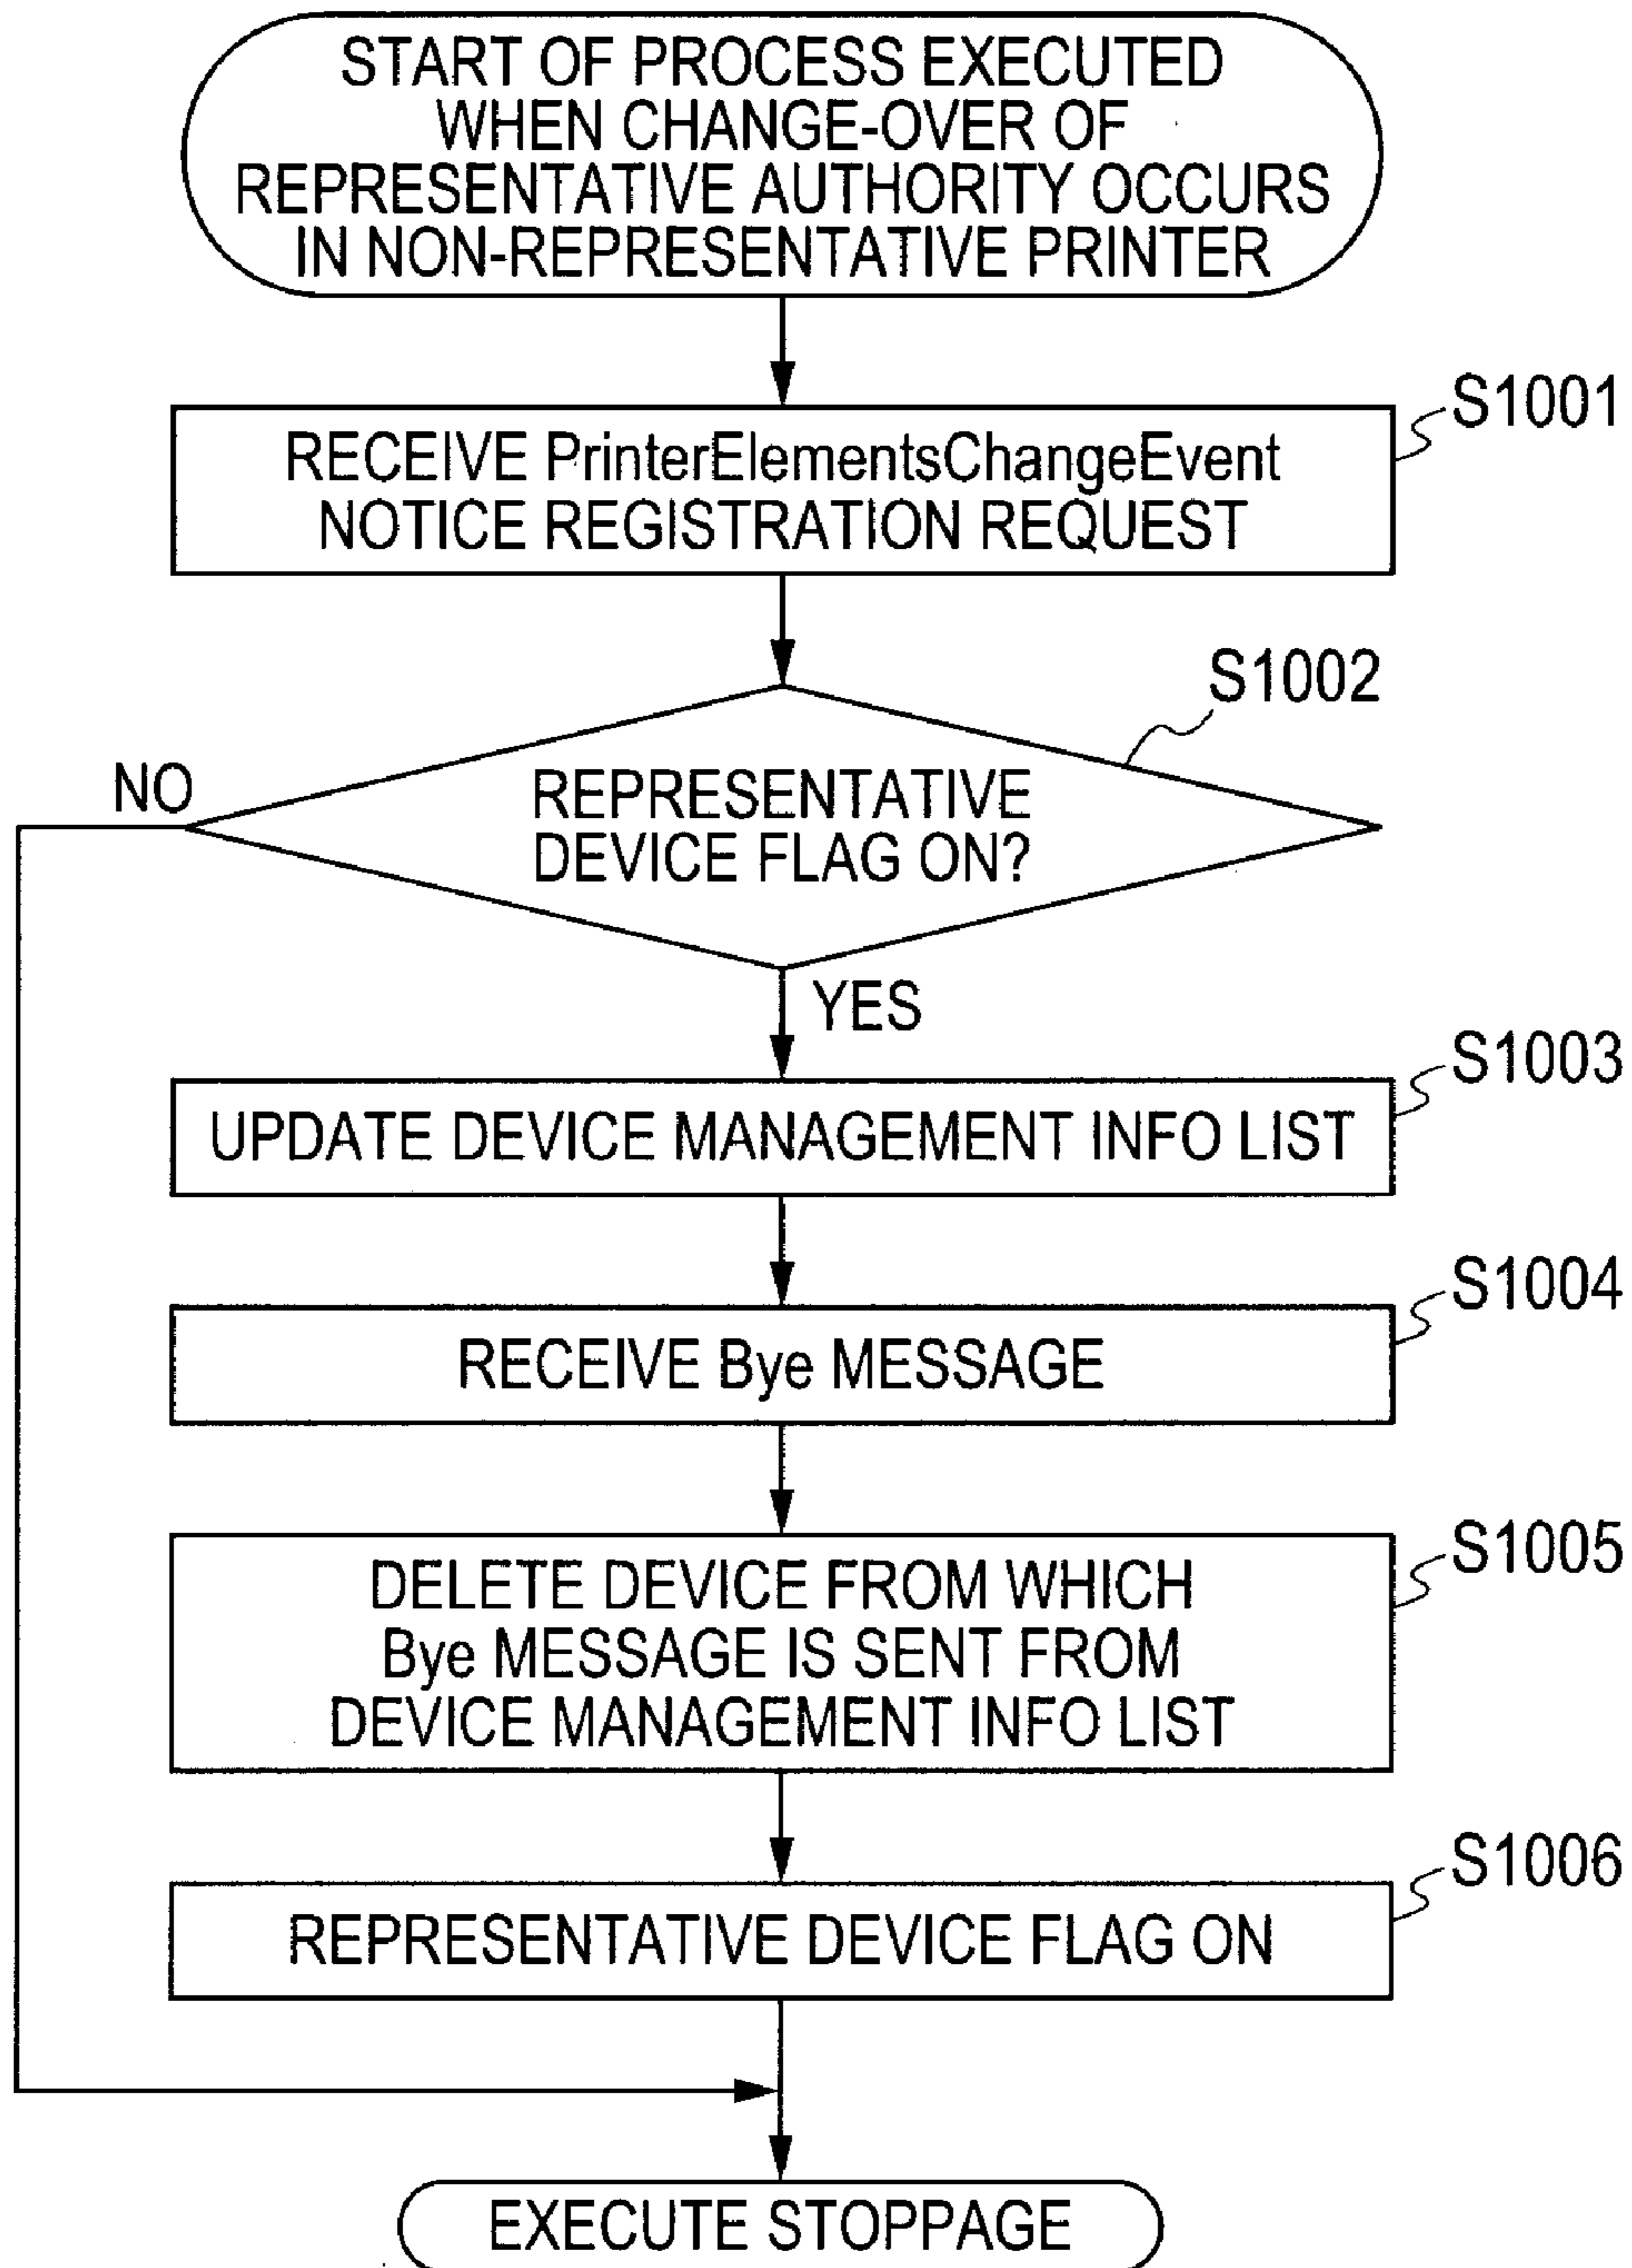 START OF PROCESS EXECUTED
WHEN CHANGE-OVER OF
REPRESENTATIVE AUTHORITY OCCURS
IN NON-REPRESENTATIVE PRINTER
S1001
RECEIVE PrinterElementsChangeEvent
NOTICE REGISTRATION REQUEST
S1002
NO
REPRESENTATIVE
DEVICE FLAG ON?
YES
S1003
UPDATE DEVICE MANAGEMENT INFO LIST
S1004
RECEIVE Bye MESSAGE
S1005
DELETE DEVICE FROM WHICH
Bye MESSAGE IS SENT FROM
DEVICE MANAGEMENT INFO LIST
S1006
REPRESENTATIVE DEVICE FLAG ON
EXECUTE STOPPAGE